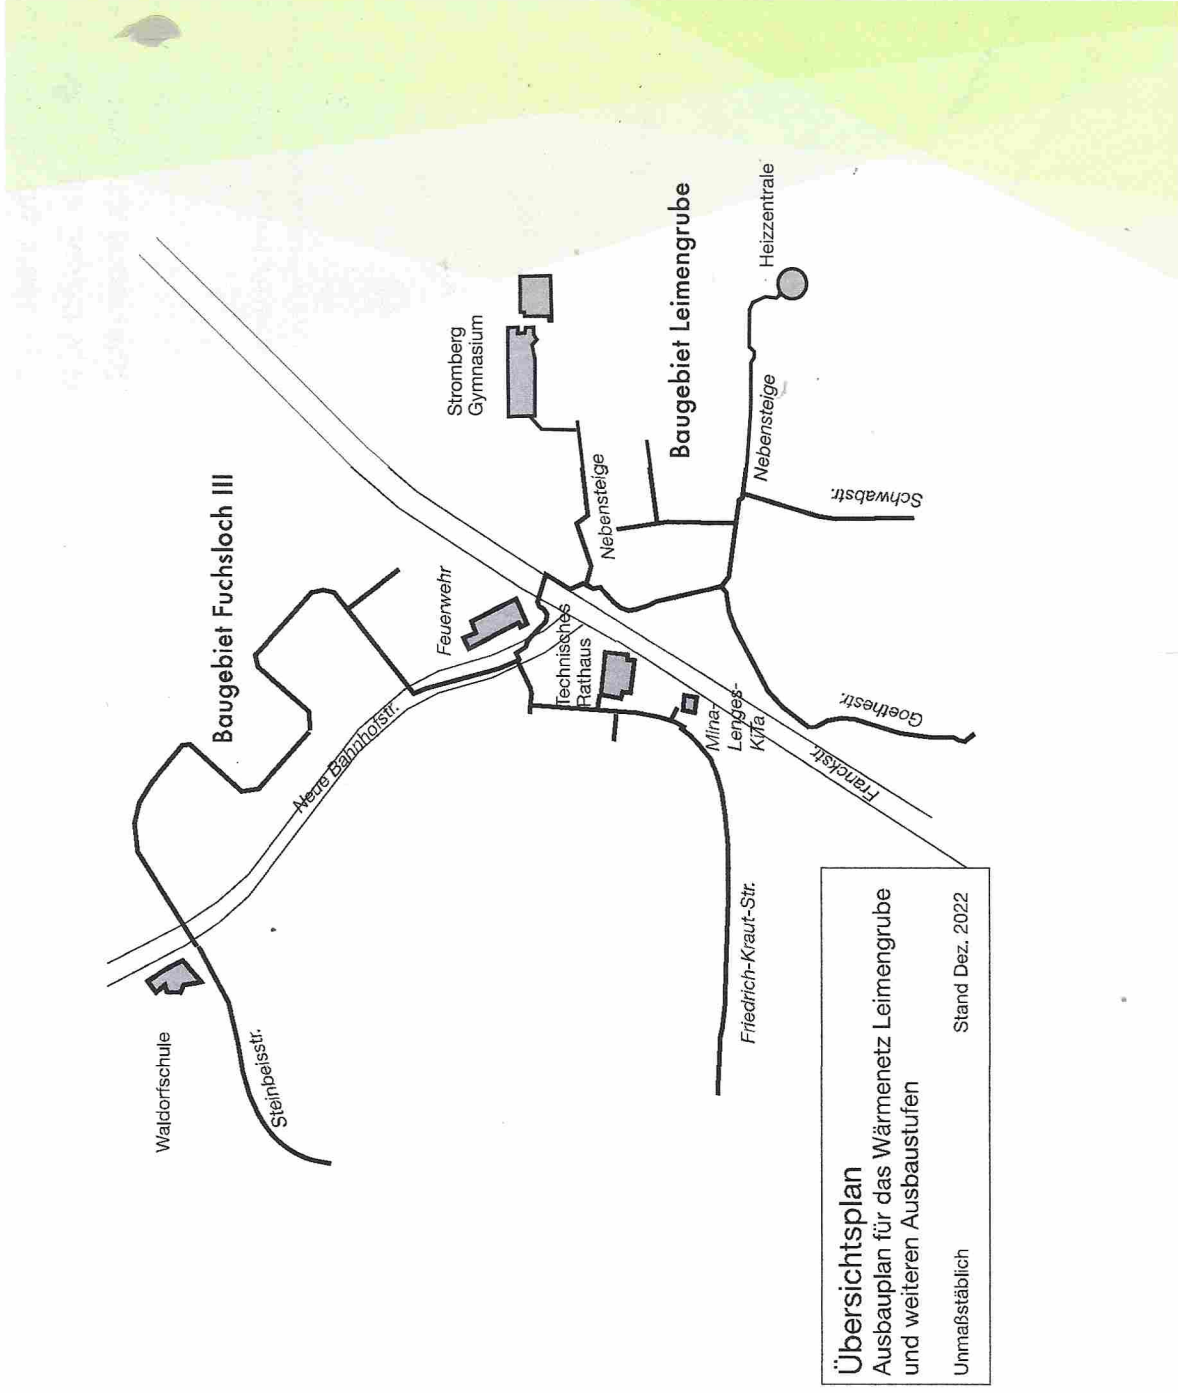 Waldorfschule
Steinbeisstr.
Baugebiet Fuchsloch III
Neue Bahnhofstr.
Feuerwehr
Stromberg
Gymnasium
Technisches
Rathaus
Nebensteige
Baugebiet Leimengrube
Mina-
Lenges-
KiTa
Friedrich-Kraut-Str.
Heizzentrale
Nebensteige
Franckstr.
Goethestr.
Schwabstr.
Übersichtsplan
Ausbauplan für das Wärmenetz Leimengrube
und weiteren Ausbaustufen
Unmaßstäblich Stand Dez. 2022